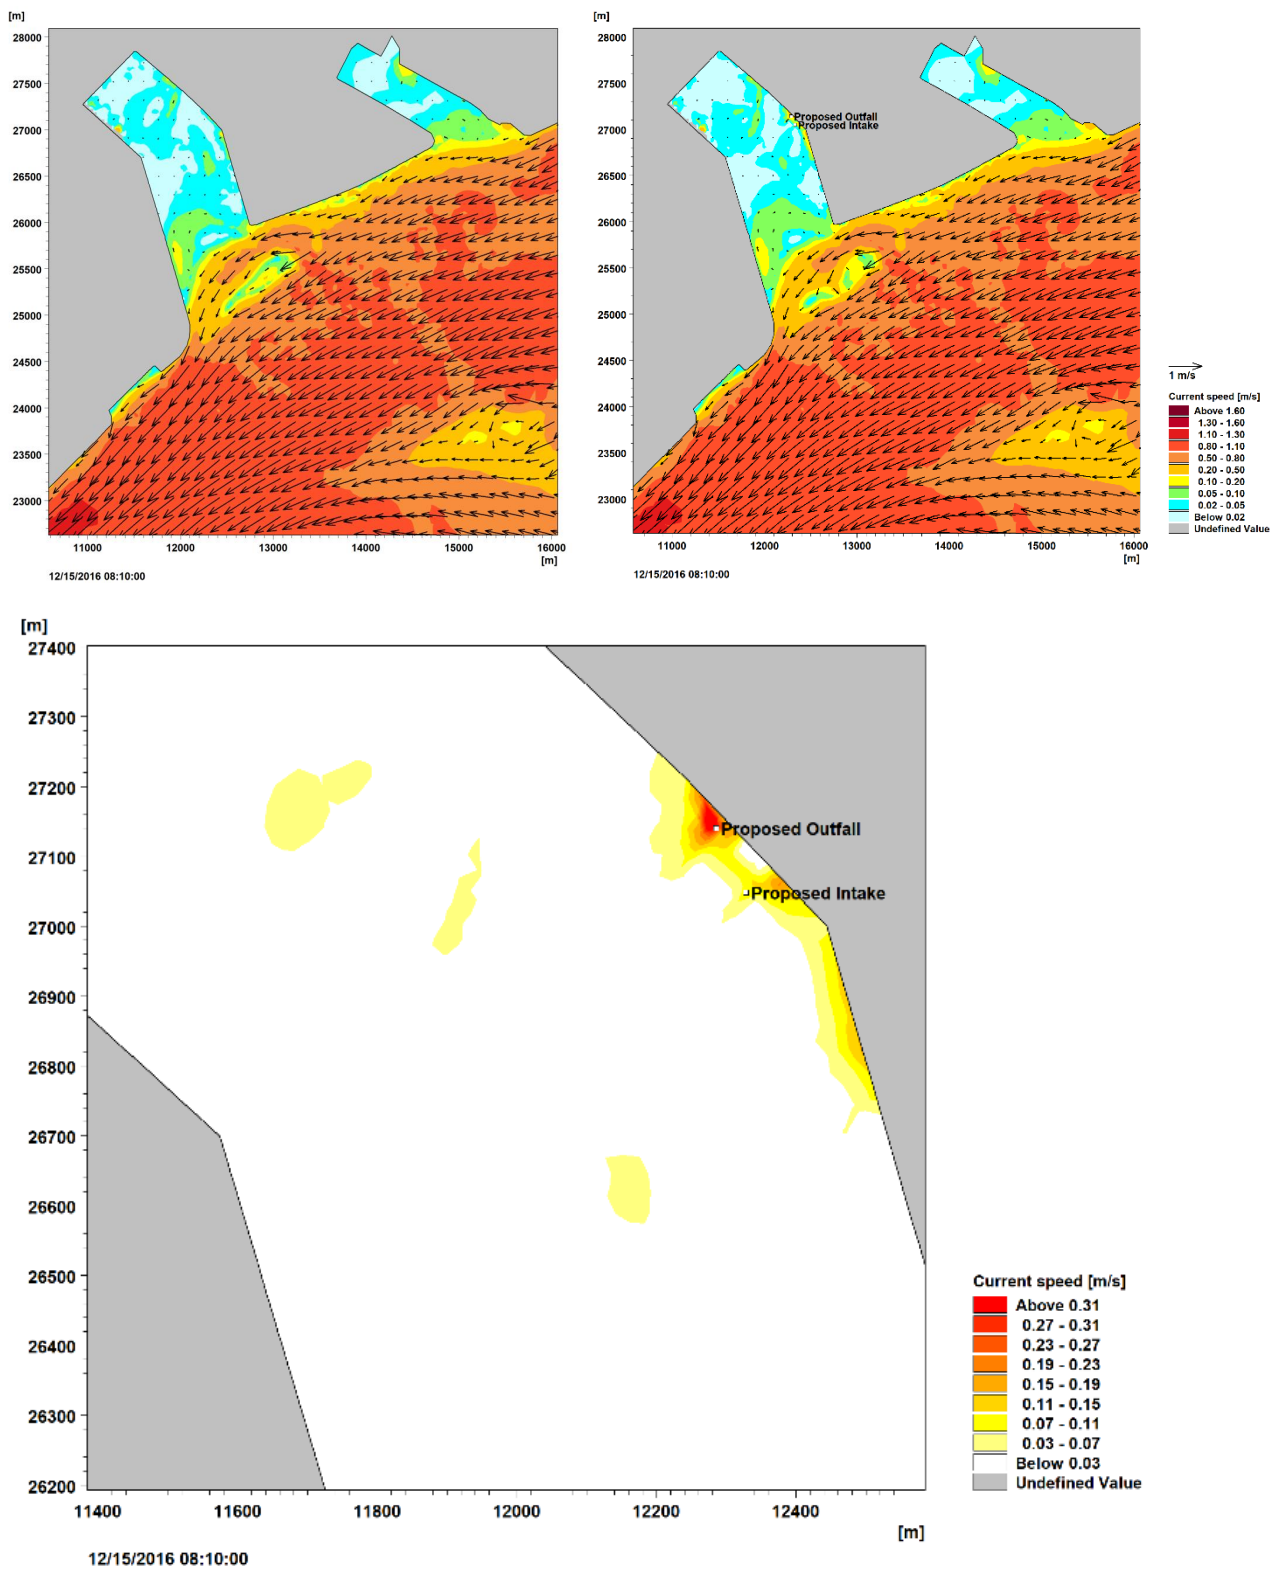 [m]
28000
27500
27000
26500
26000
25500
25000
24500
24000
23500
23000
11000 12000 13000 14000 15000 16000
[m]
12/15/2016 08:10:00
[m]
28000
27500
27000
26500
26000
25500
25000
24500
24000
23500
23000
Proposed Outfall
Proposed Intake
11000 12000 13000 14000 15000 16000
[m]
12/15/2016 08:10:00
1 m/s
Current speed [m/s]
Above 1.60
1.30 - 1.60
1.10 - 1.30
0.80 - 1.10
0.50 - 0.80
0.20 - 0.50
0.10 - 0.20
0.05 - 0.10
0.02 - 0.05
Below 0.02
Undefined Value
[m]
27400
27300
27200
27100
27000
26900
26800
26700
26600
26500
26400
26300
26200
Proposed Outfall
Proposed Intake
11400 11600 11800 12000 12200 12400
[m]
12/15/2016 08:10:00
Current speed [m/s]
Above 0.31
0.27 - 0.31
0.23 - 0.27
0.19 - 0.23
0.15 - 0.19
0.11 - 0.15
0.07 - 0.11
0.03 - 0.07
Below 0.03
Undefined Value